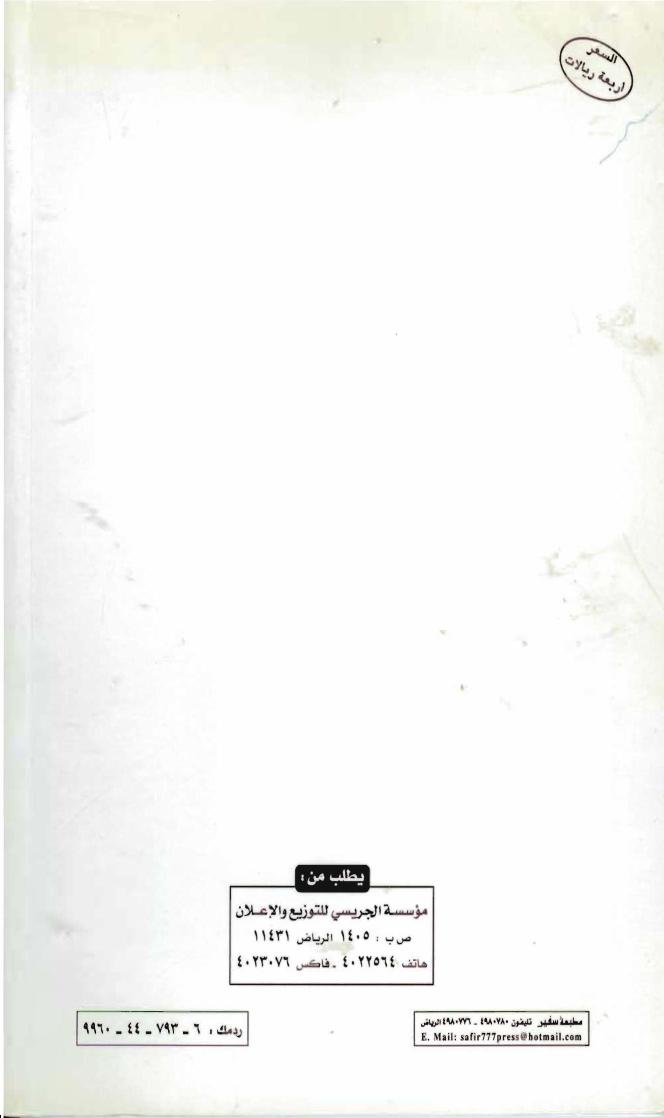 السعر
أربعة ريالات
يطلب من :
مؤسسة الجريسي للتوزيع والإعلان
ص ب : ١٤٠٥ الرياض ١١٤٣١
هاتف ٤٠٢٢٥٦٤ ـ فاكس ٤٠٢٣٠٧٦
مطبعة سفير تليفون ٤٩٨٠٧٨٠ ـ ٤٩٨٠٧٧٦ الرياض
E. Mail: safir777press@hotmail.com
ردمك : ٦ ـ ٧٩٣ ـ ٤٤ ـ ٩٩٦٠